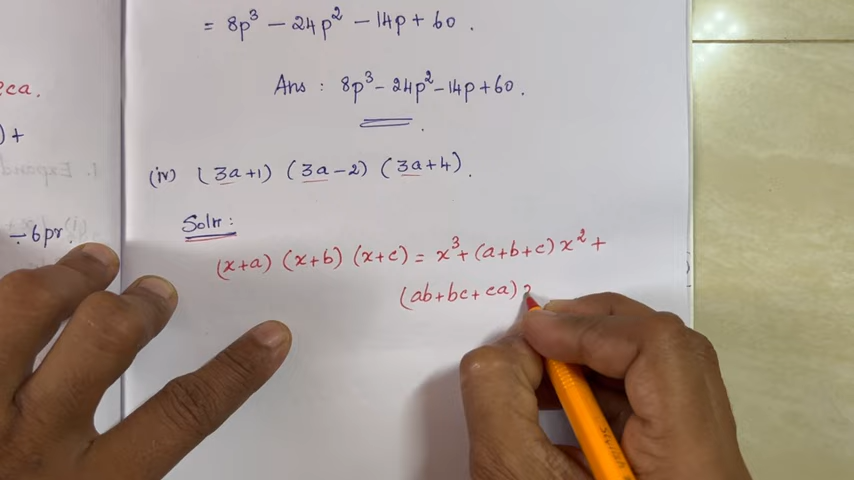 = 8p³ − 24p² − 14p + 60 .
Ans : 8p³ − 24p² − 14p + 60 .
(iv) (3a+1) (3a−2) (3a+4) .
Soln :
(x+a) (x+b) (x+c) = x³ + (a+b+c) x² +
(ab+bc+ca)
ca.
) +
÷ 6pr.
1. Expand
Stylish